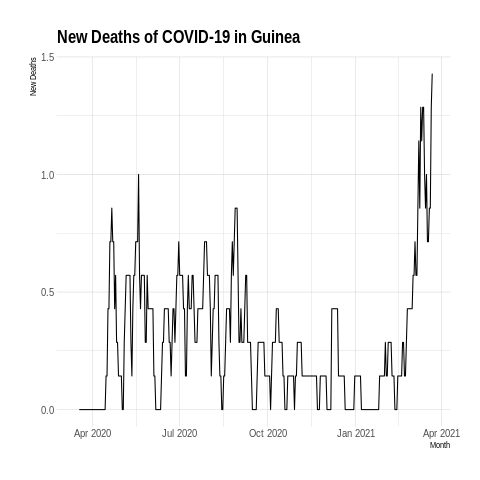 New Deaths of COVID-19 in Guinea
New Deaths
1.5
1.0
0.5
0.0
Apr 2020 Jul 2020 Oct 2020 Jan 2021 Apr 2021
Month